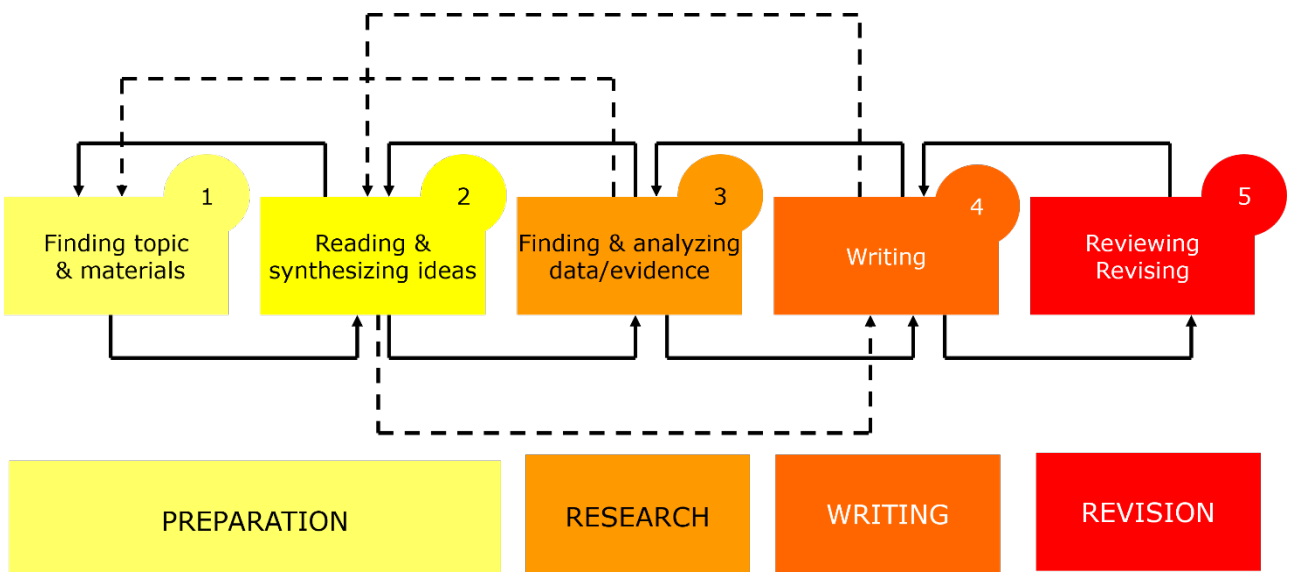 1
Finding topic
& materials
2
Reading &
synthesizing ideas
3
Finding & analyzing
data/evidence
4
Writing
5
Reviewing
Revising
PREPARATION
RESEARCH
WRITING
REVISION